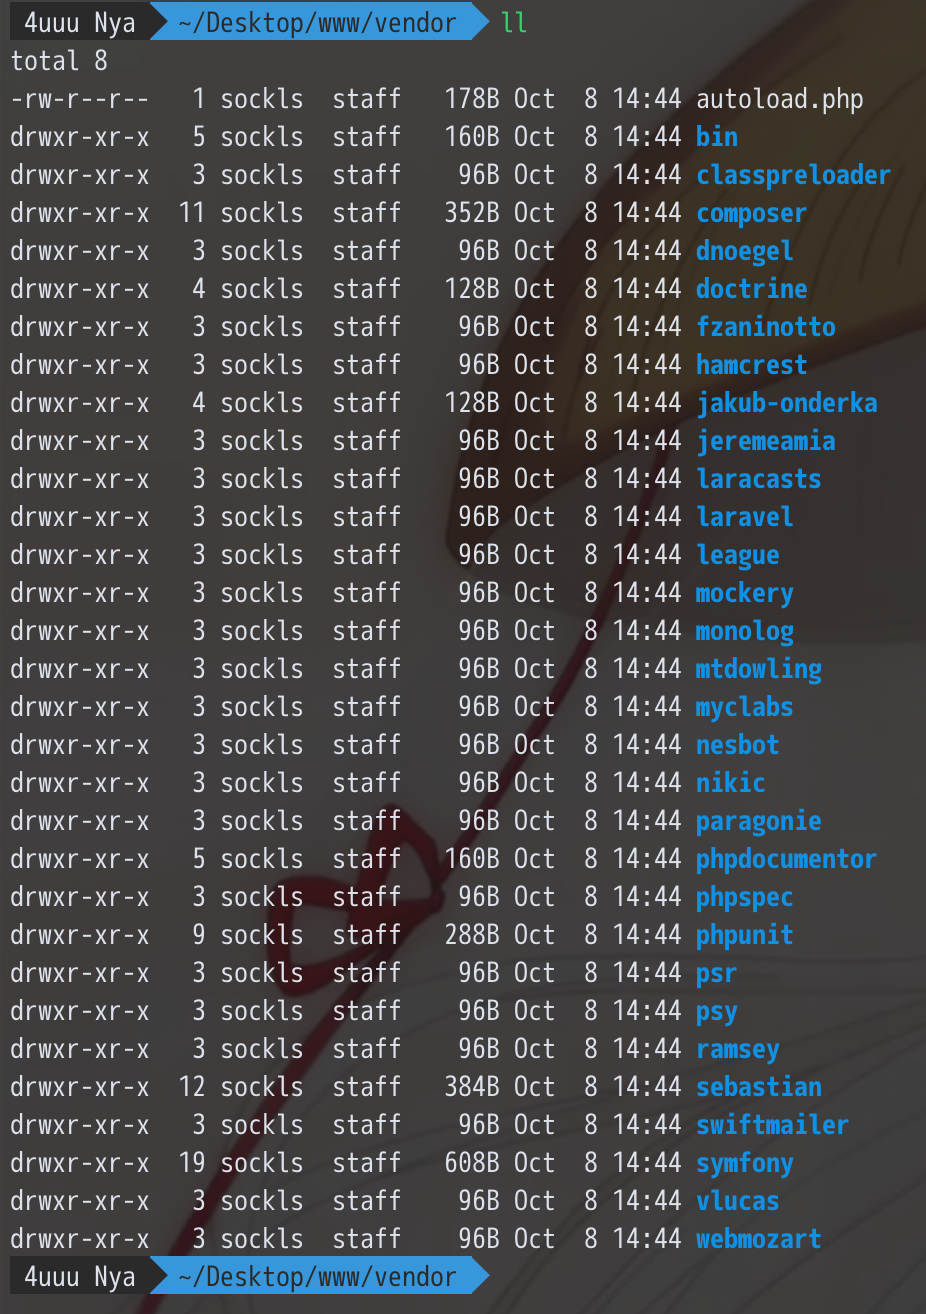 4uuu Nya ~/Desktop/www/vendor ll
total 8
-rw-r--r-- 1 sockls staff 178B Oct 8 14:44 autoload.php
drwxr-xr-x 5 sockls staff 160B Oct 8 14:44 bin
drwxr-xr-x 3 sockls staff 96B Oct 8 14:44 classpreloader
drwxr-xr-x 11 sockls staff 352B Oct 8 14:44 composer
drwxr-xr-x 3 sockls staff 96B Oct 8 14:44 dnoegel
drwxr-xr-x 4 sockls staff 128B Oct 8 14:44 doctrine
drwxr-xr-x 3 sockls staff 96B Oct 8 14:44 fzaninotto
drwxr-xr-x 3 sockls staff 96B Oct 8 14:44 hamcrest
drwxr-xr-x 4 sockls staff 128B Oct 8 14:44 jakub-onderka
drwxr-xr-x 3 sockls staff 96B Oct 8 14:44 jeremeamia
drwxr-xr-x 3 sockls staff 96B Oct 8 14:44 laracasts
drwxr-xr-x 3 sockls staff 96B Oct 8 14:44 laravel
drwxr-xr-x 3 sockls staff 96B Oct 8 14:44 league
drwxr-xr-x 3 sockls staff 96B Oct 8 14:44 mockery
drwxr-xr-x 3 sockls staff 96B Oct 8 14:44 monolog
drwxr-xr-x 3 sockls staff 96B Oct 8 14:44 mtdowling
drwxr-xr-x 3 sockls staff 96B Oct 8 14:44 myclabs
drwxr-xr-x 3 sockls staff 96B Oct 8 14:44 nesbot
drwxr-xr-x 3 sockls staff 96B Oct 8 14:44 nikic
drwxr-xr-x 3 sockls staff 96B Oct 8 14:44 paragonie
drwxr-xr-x 5 sockls staff 160B Oct 8 14:44 phpdocumentor
drwxr-xr-x 3 sockls staff 96B Oct 8 14:44 phpspec
drwxr-xr-x 9 sockls staff 288B Oct 8 14:44 phpunit
drwxr-xr-x 3 sockls staff 96B Oct 8 14:44 psr
drwxr-xr-x 3 sockls staff 96B Oct 8 14:44 psy
drwxr-xr-x 3 sockls staff 96B Oct 8 14:44 ramsey
drwxr-xr-x 12 sockls staff 384B Oct 8 14:44 sebastian
drwxr-xr-x 3 sockls staff 96B Oct 8 14:44 swiftmailer
drwxr-xr-x 19 sockls staff 608B Oct 8 14:44 symfony
drwxr-xr-x 3 sockls staff 96B Oct 8 14:44 vlucas
drwxr-xr-x 3 sockls staff 96B Oct 8 14:44 webmozart
4uuu Nya ~/Desktop/www/vendor